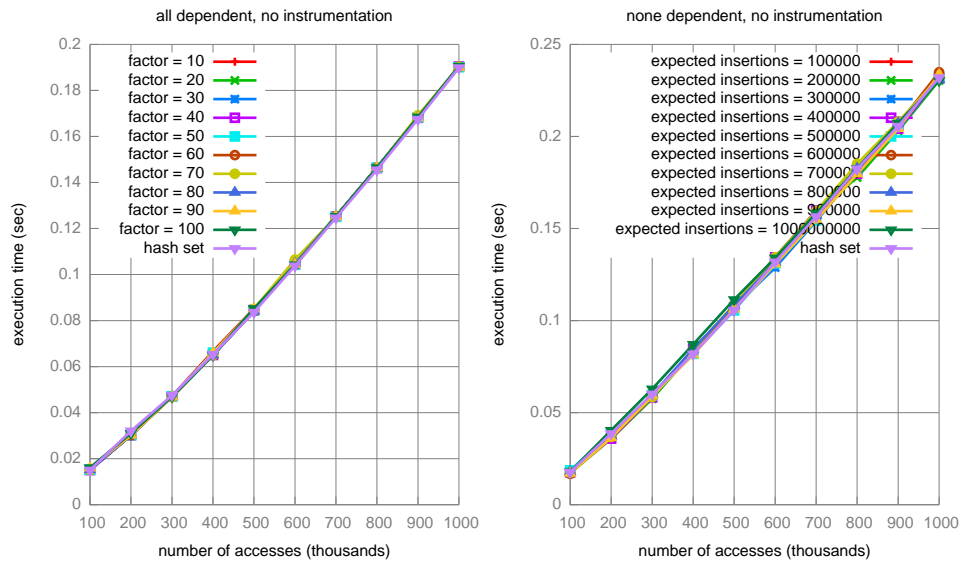 all dependent, no instrumentation
0.2
0.18
0.16
0.14
0.12
0.1
0.08
0.06
0.04
0.02
0
execution time (sec)
factor = 10
factor = 20
factor = 30
factor = 40
factor = 50
factor = 60
factor = 70
factor = 80
factor = 90
factor = 100
hash set
100 200 300 400 500 600 700 800 900 1000
number of accesses (thousands)
none dependent, no instrumentation
0.25
0.2
0.15
0.1
0.05
0
execution time (sec)
expected insertions = 100000
expected insertions = 200000
expected insertions = 300000
expected insertions = 400000
expected insertions = 500000
expected insertions = 600000
expected insertions = 700000
expected insertions = 800000
expected insertions = 900000
expected insertions = 1000000000
hash set
100 200 300 400 500 600 700 800 900 1000
number of accesses (thousands)